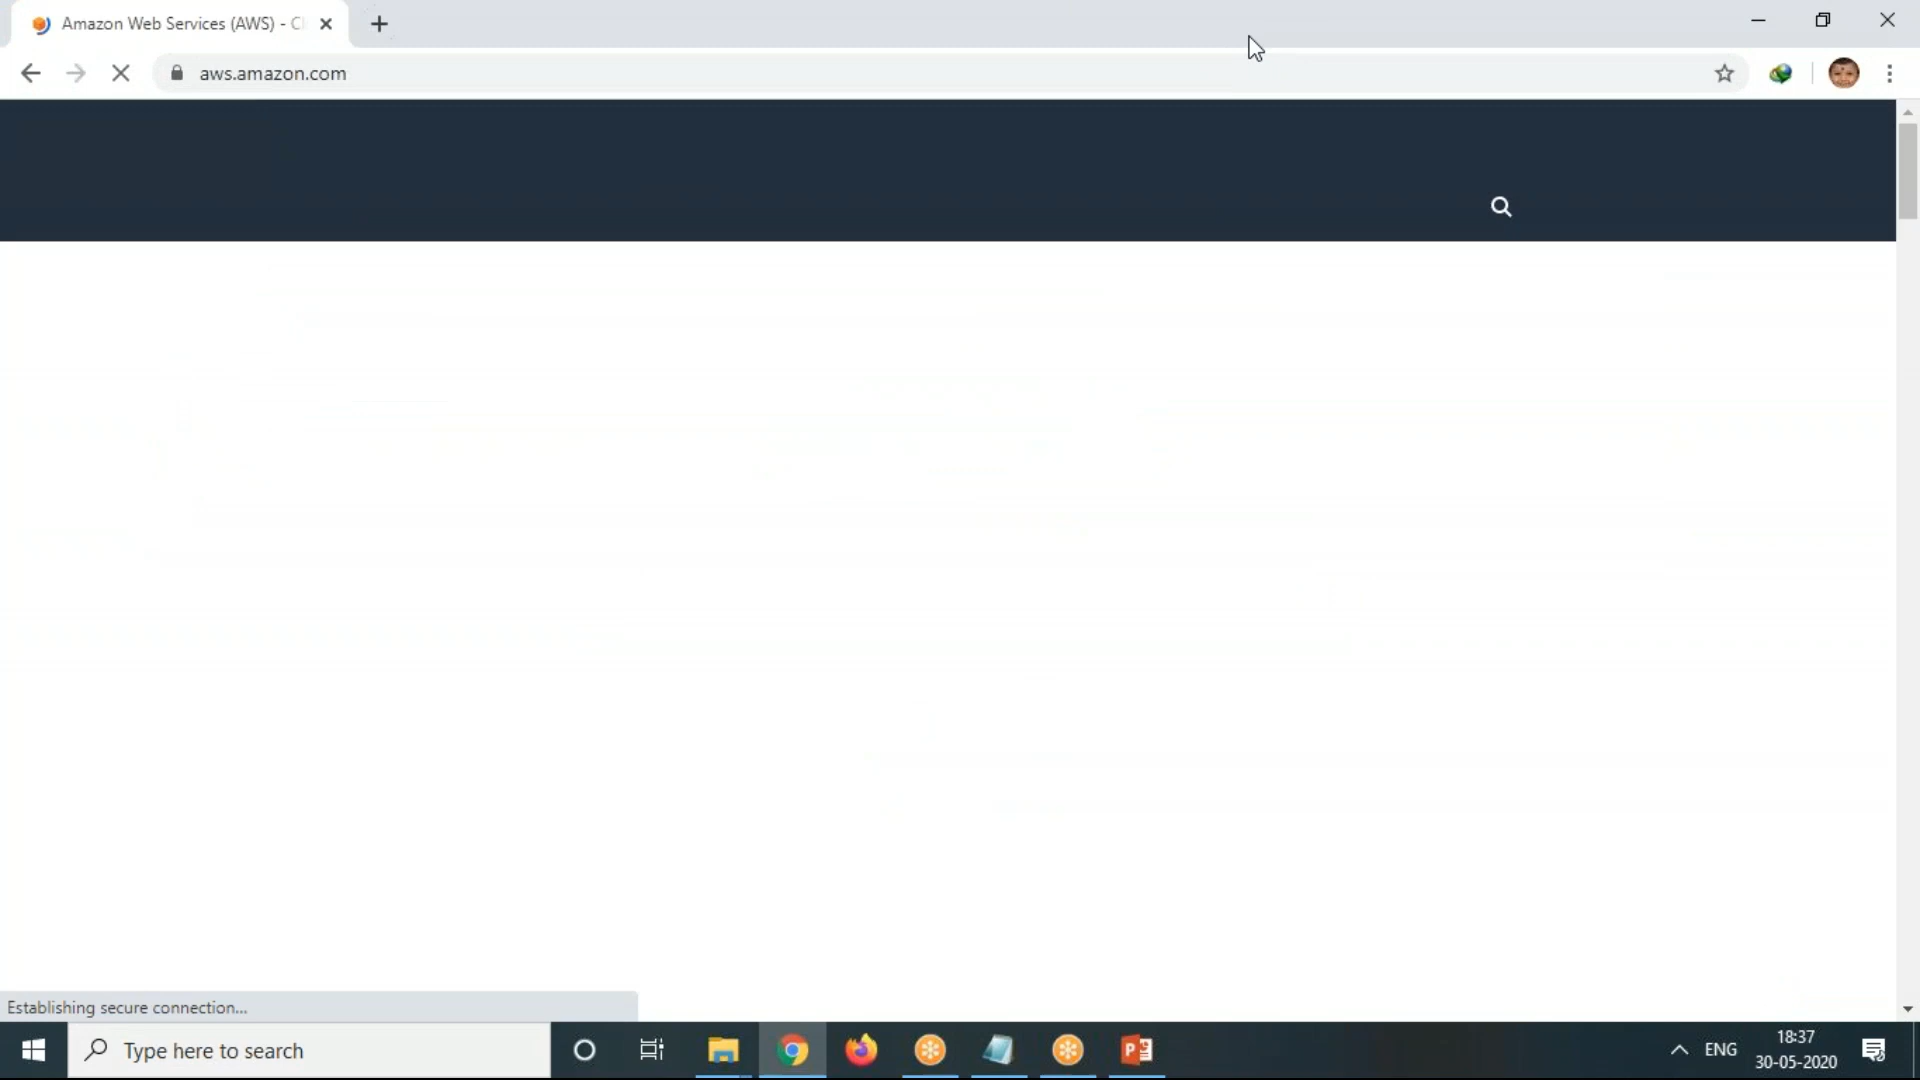 Amazon Web Services (AWS) - Cl
aws.amazon.com
Establishing secure connection...
Type here to search
ENG
18:37
30-05-2020